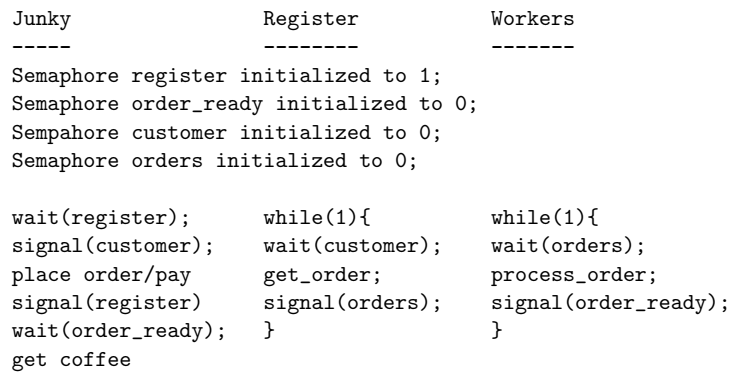 Junky Register Workers
----- -------- -------
Semaphore register initialized to 1;
Semaphore order_ready initialized to 0;
Sempahore customer initialized to 0;
Semaphore orders initialized to 0;
wait(register); while(1){ while(1){
signal(customer); wait(customer); wait(orders);
place order/pay get_order; process_order;
signal(register) signal(orders); signal(order_ready);
wait(order_ready); } }
get coffee